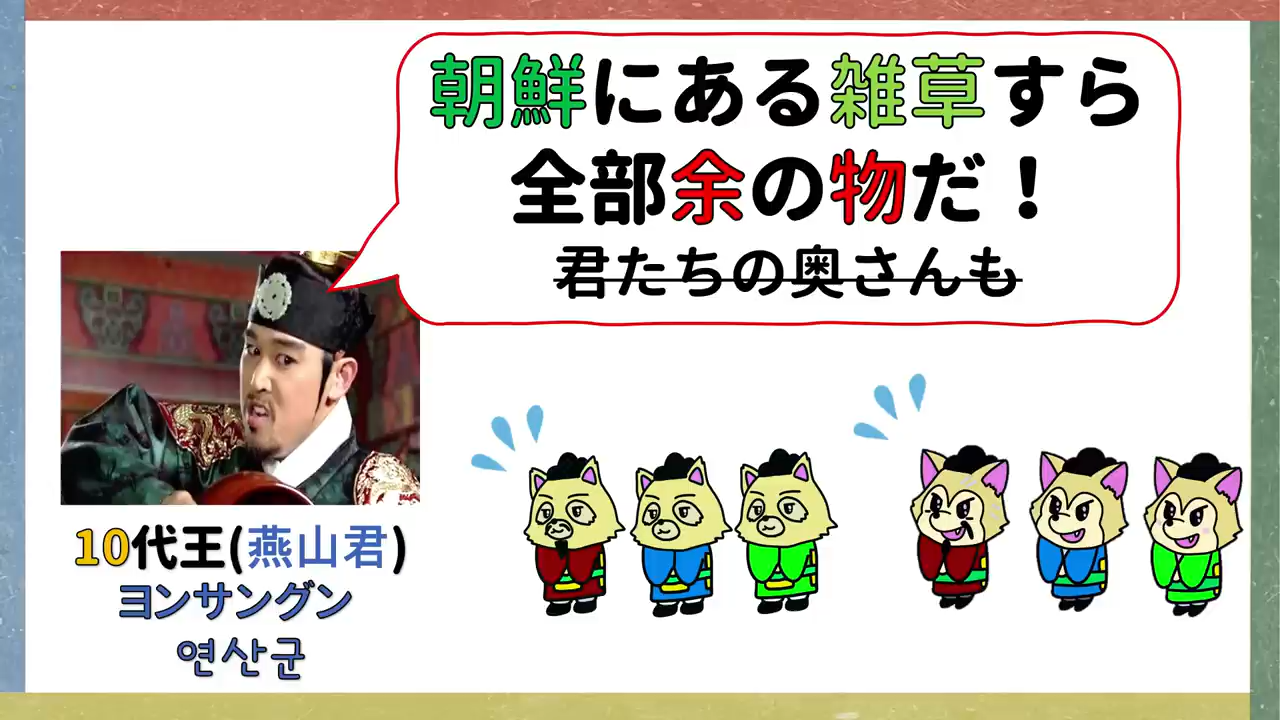 朝鮮にある雑草すら
全部余の物だ！
君たちの奥さんも
10代王(燕山君)
ヨンサングン
연산군